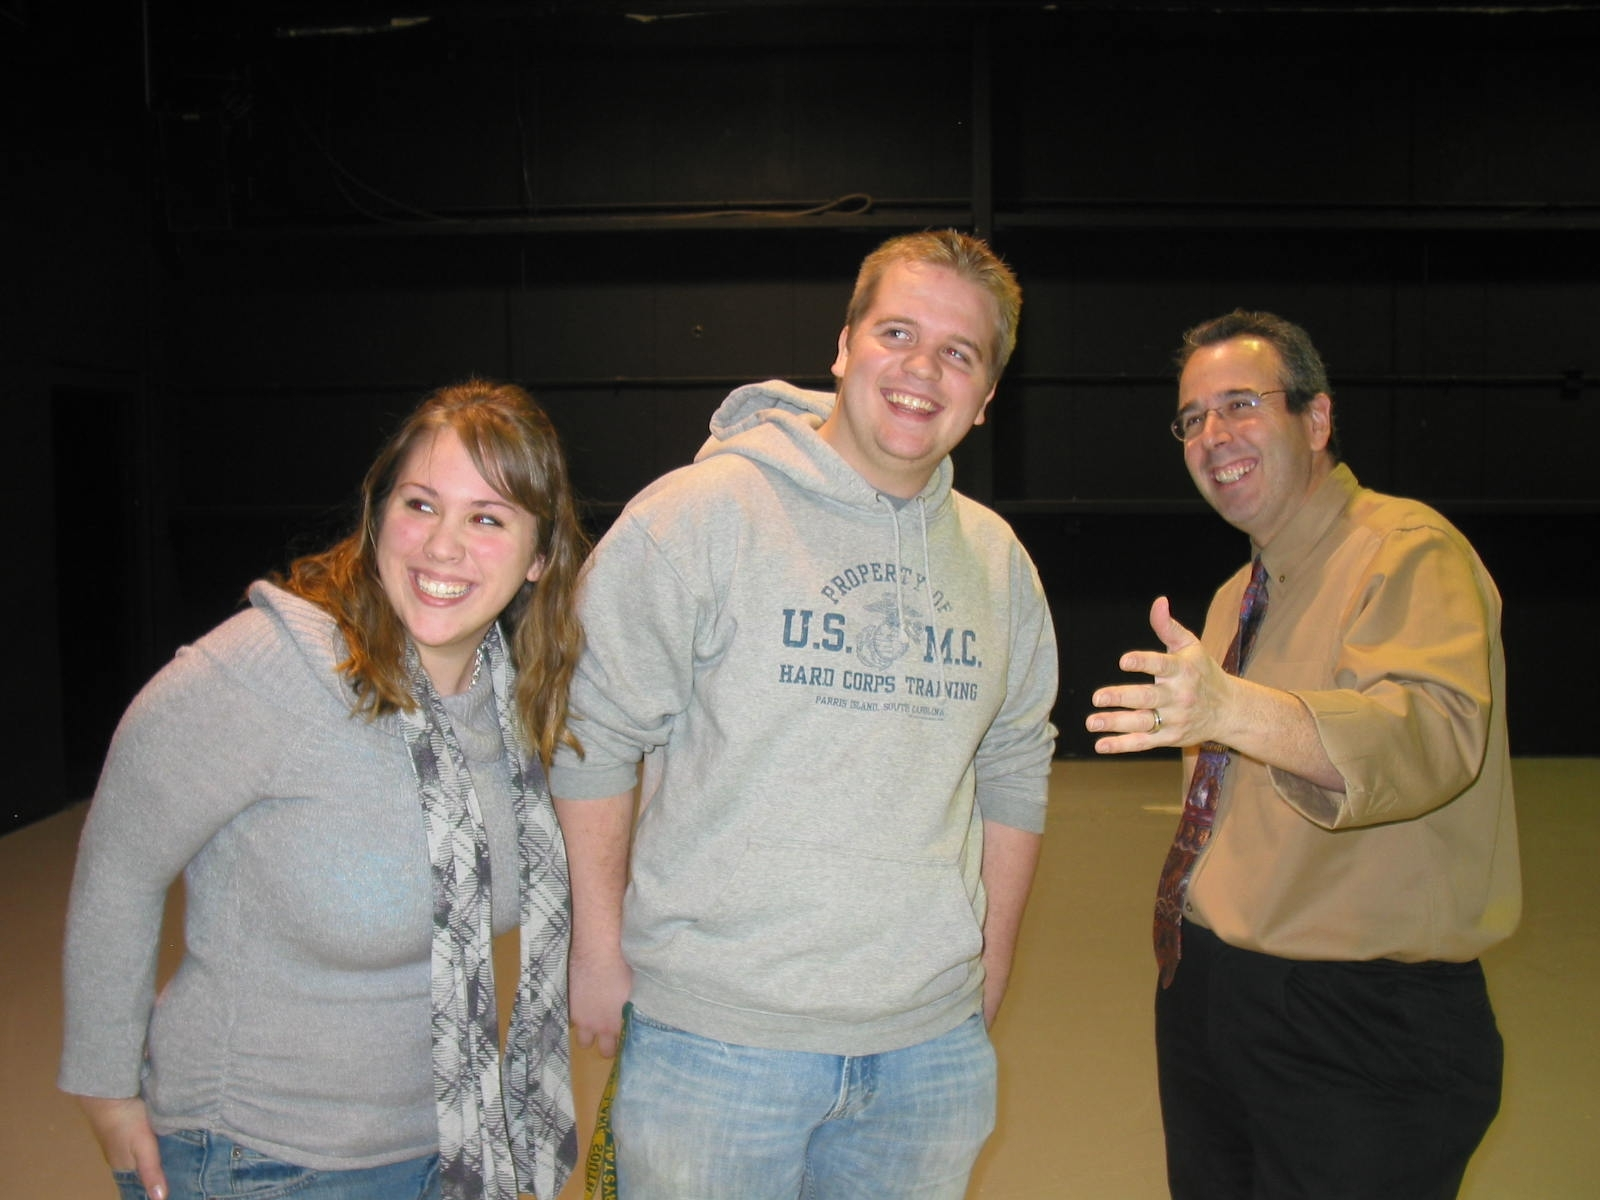 PROPERTY OF
U.S. M.C.
HARD CORPS TRAINING
PARRIS ISLAND, SOUTH CAROLINA